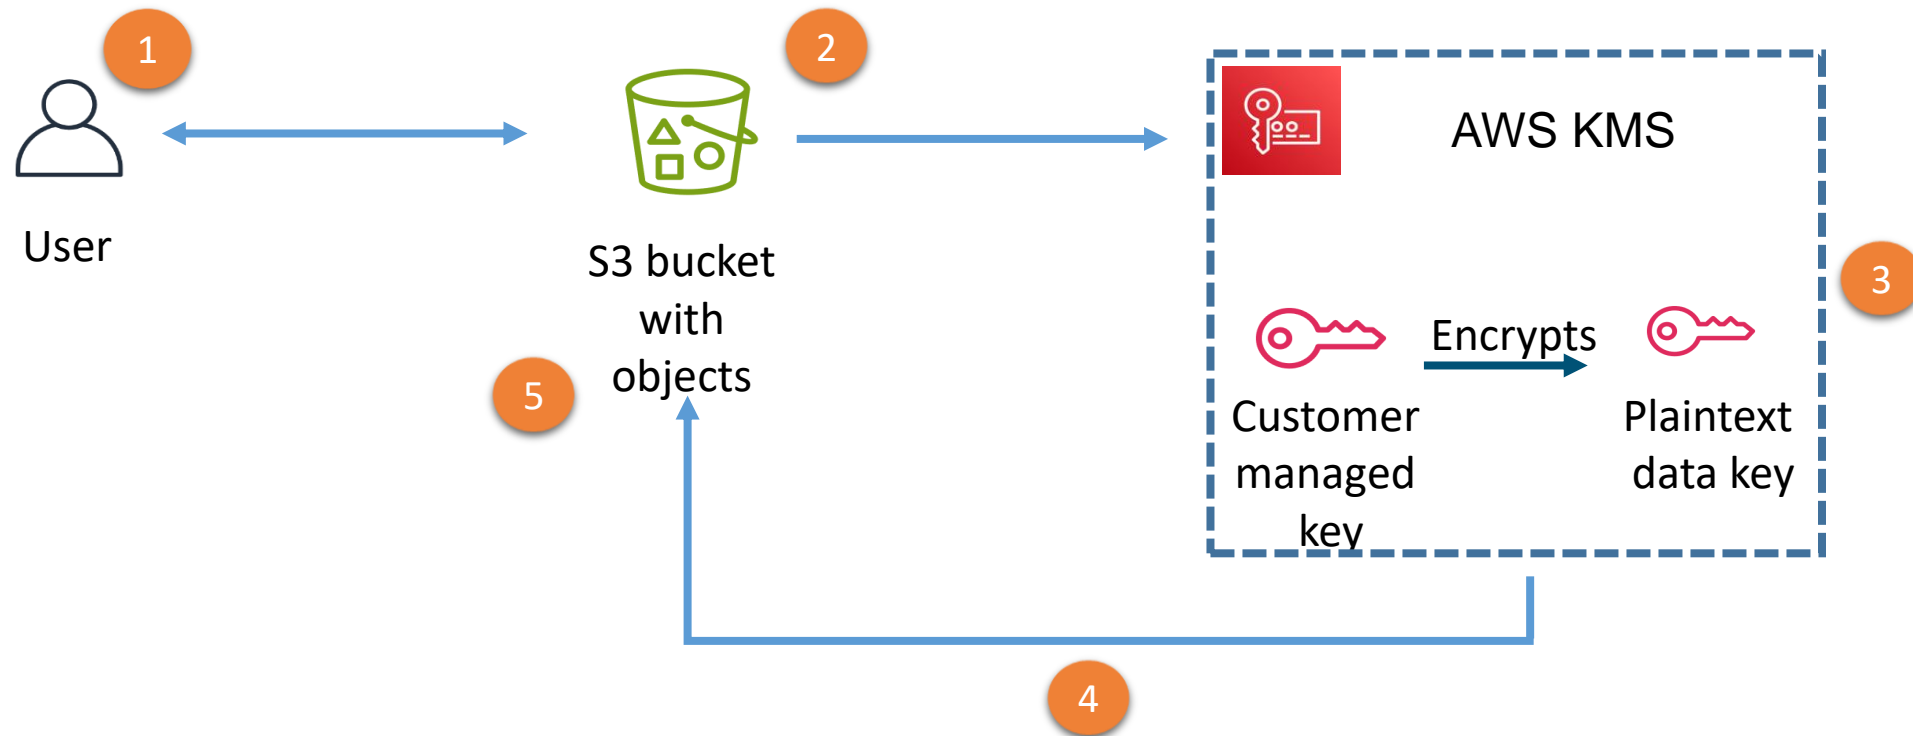 1
2
AWS KMS
User
S3 bucket
with
objects
3
Encrypts
5
Customer
managed
key
Plaintext
data key
4